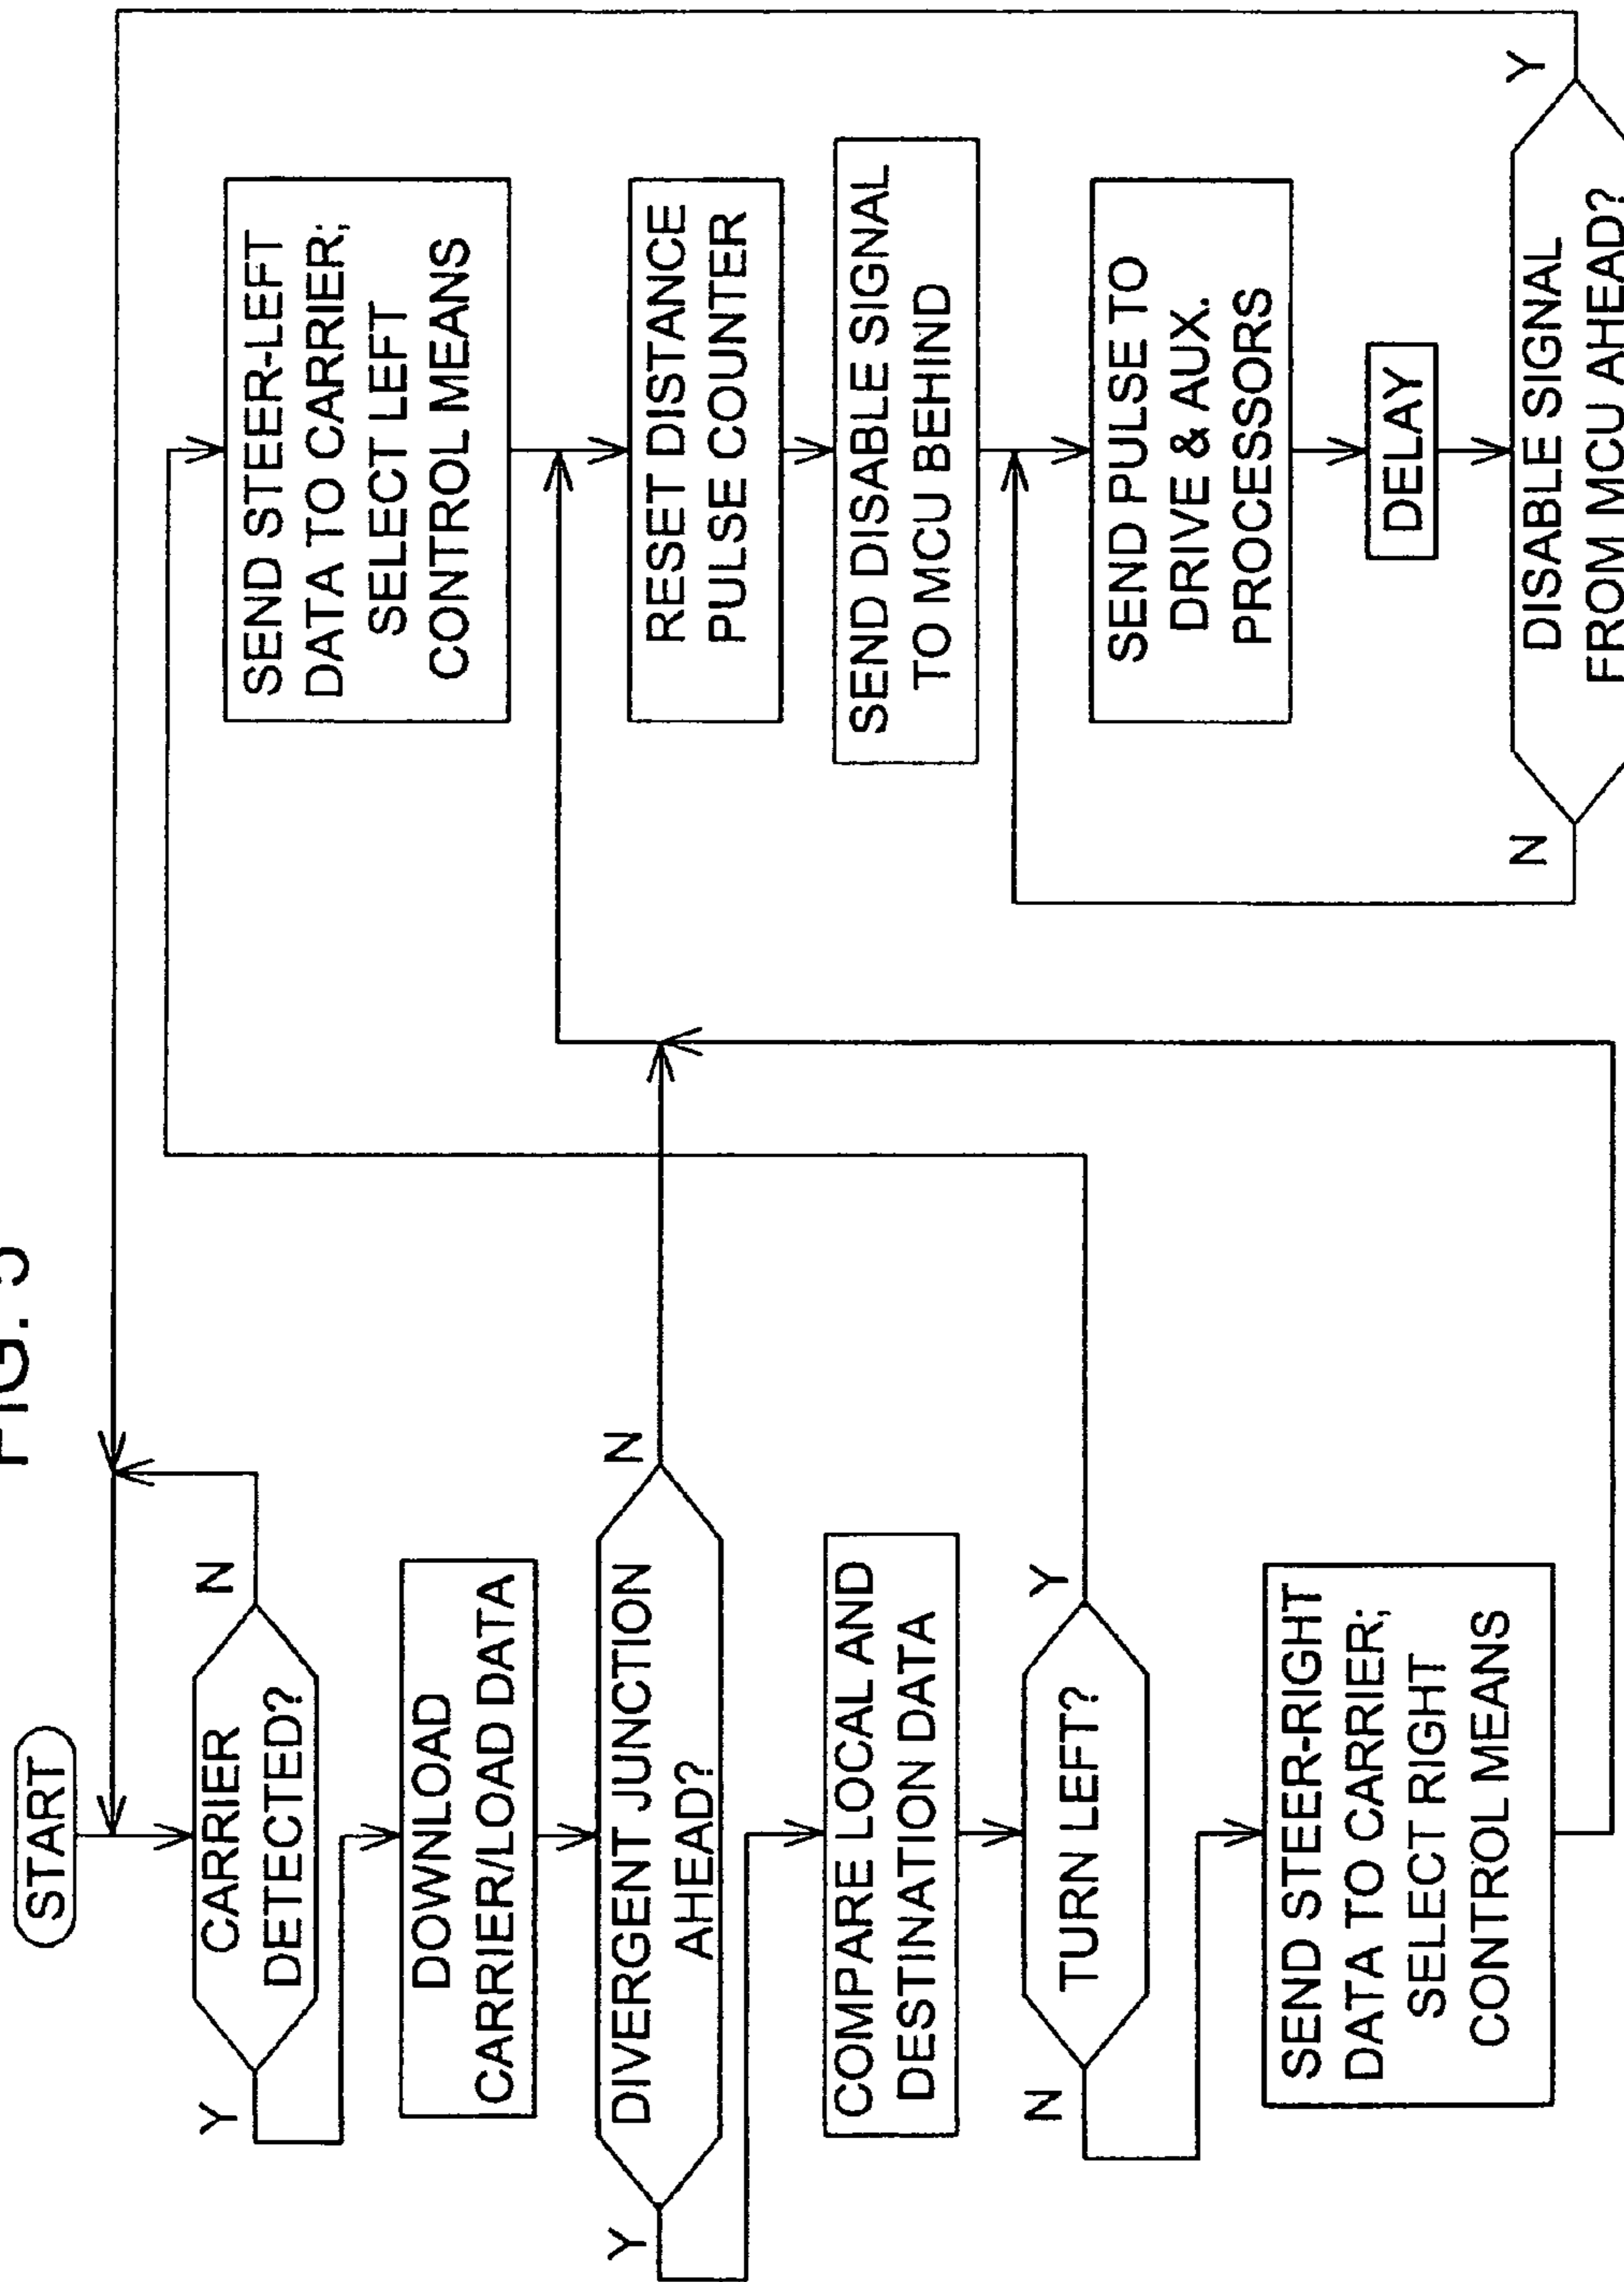 FIG. 5
START
CARRIER
DETECTED?
N
Y
DOWNLOAD
CARRIER/LOAD DATA
DIVERGENT JUNCTION
AHEAD?
N
Y
COMPARE LOCAL AND
DESTINATION DATA
TURN LEFT?
Y
N
SEND STEER-RIGHT
DATA TO CARRIER;
SELECT RIGHT
CONTROL MEANS
SEND STEER-LEFT
DATA TO CARRIER;
SELECT LEFT
CONTROL MEANS
RESET DISTANCE
PULSE COUNTER
SEND DISABLE SIGNAL
TO MCU BEHIND
SEND PULSE TO
DRIVE & AUX.
PROCESSORS
DELAY
DISABLE SIGNAL
FROM MCU AHEAD?
Y
N